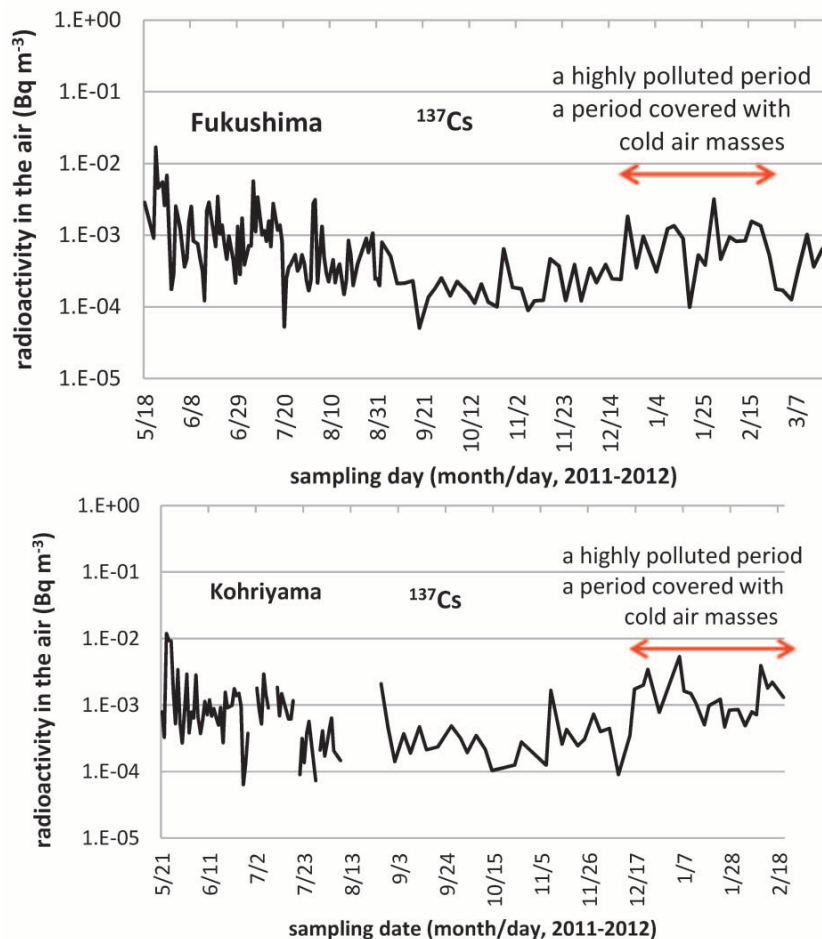 radioactivity in the air (Bq m⁻³)
1.E+00
1.E-01
1.E-02
1.E-03
1.E-04
1.E-05
a highly polluted period
a period covered with
cold air masses
Fukushima ¹³⁷Cs
5/18 6/8 6/29 7/20 8/10 8/31 9/21 10/12 11/2 11/23 12/14 1/4 1/25 2/15 3/7
sampling day (month/day, 2011-2012)
radioactivity in the air (Bq m⁻³)
1.E+00
1.E-01
1.E-02
1.E-03
1.E-04
1.E-05
a highly polluted period
a period covered with
cold air masses
Kohriyama ¹³⁷Cs
5/21 6/11 7/2 7/23 8/13 9/3 9/24 10/15 11/5 11/26 12/17 1/7 1/28 2/18
sampling date (month/day, 2011-2012)